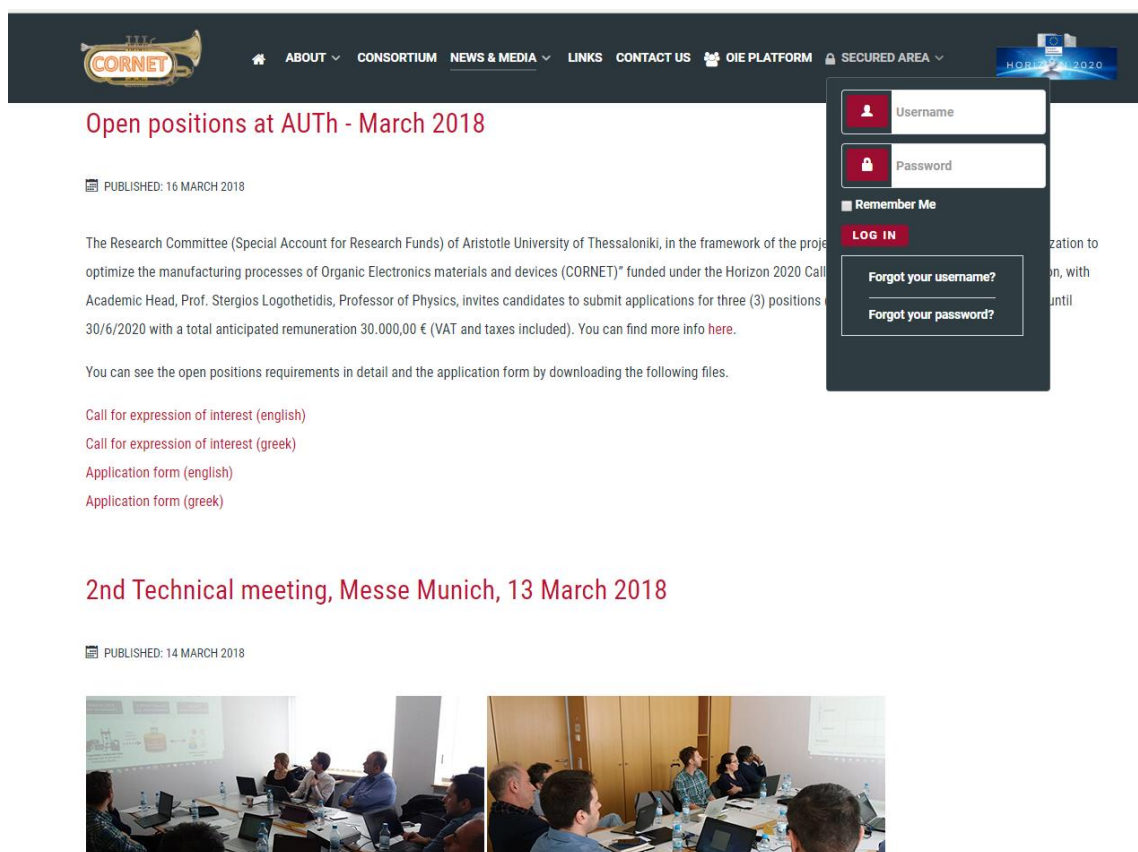 CORNET
ABOUT CONSORTIUM NEWS & MEDIA LINKS CONTACT US OIE PLATFORM SECURED AREA
HORIZON 2020
Username
Password
Remember Me
LOG IN
Forgot your username?
Forgot your password?
Open positions at AUTh - March 2018
PUBLISHED: 16 MARCH 2018
The Research Committee (Special Account for Research Funds) of Aristotle University of Thessaloniki, in the framework of the proje zation to
optimize the manufacturing processes of Organic Electronics materials and devices (CORNET)” funded under the Horizon 2020 Call on, with
Academic Head, Prof. Stergios Logothetidis, Professor of Physics, invites candidates to submit applications for three (3) positions until
30/6/2020 with a total anticipated remuneration 30.000,00 € (VAT and taxes included). You can find more info here.
You can see the open positions requirements in detail and the application form by downloading the following files.
Call for expression of interest (english)
Call for expression of interest (greek)
Application form (english)
Application form (greek)
2nd Technical meeting, Messe Munich, 13 March 2018
PUBLISHED: 14 MARCH 2018